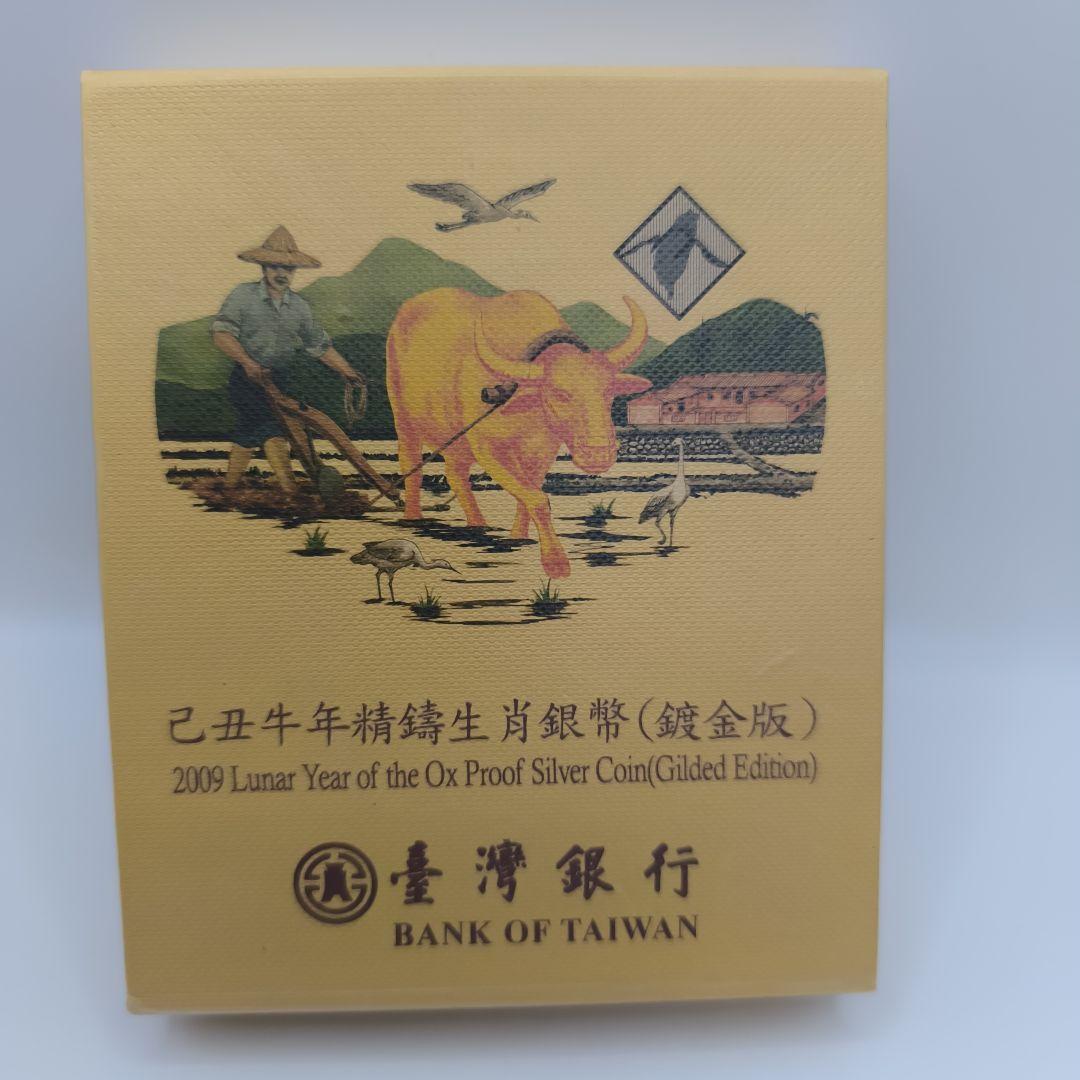 己丑牛年精鑄生肖銀幣(鍍金版)
2009 Lunar Year of the Ox Proof Silver Coin(Gilded Edition)
臺灣銀行
BANK OF TAIWAN